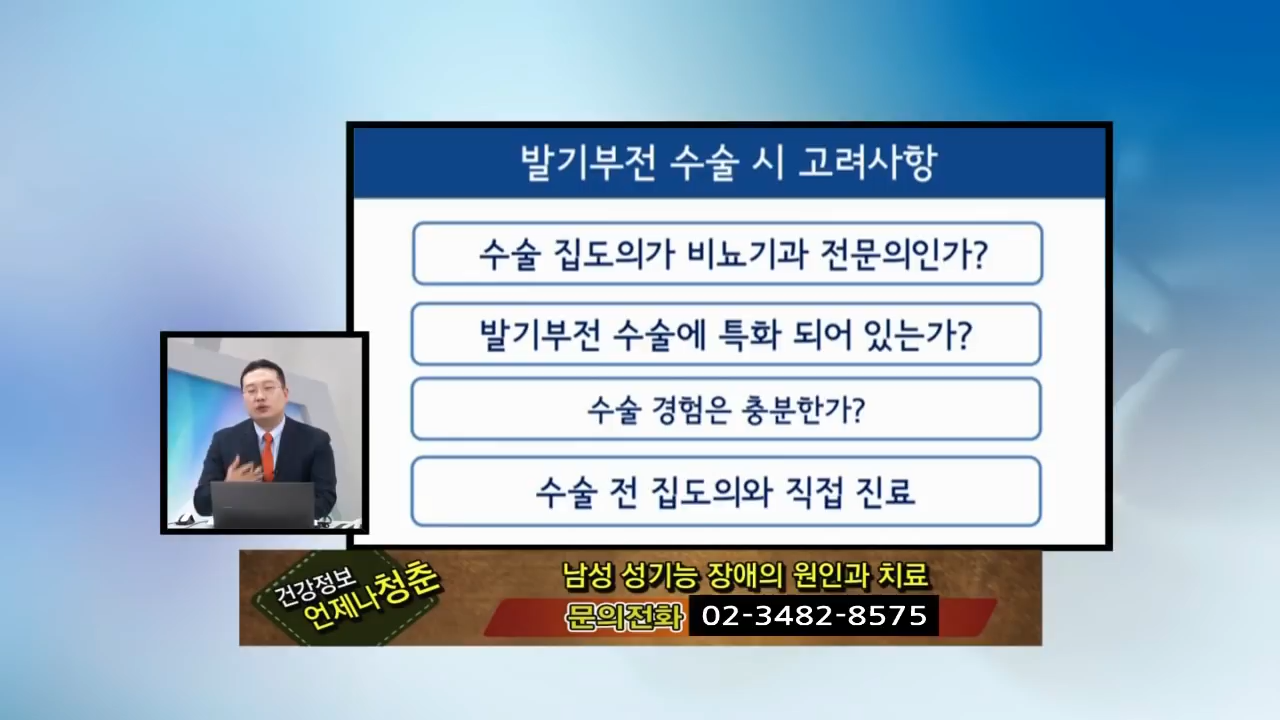 발기부전 수술 시 고려사항
수술 집도의가 비뇨기과 전문의인가?
발기부전 수술에 특화 되어 있는가?
수술 경험은 충분한가?
수술 전 집도의와 직접 진료
건강정보
언제나청춘
남성 성기능 장애의 원인과 치료
문의전화 02-3482-8575